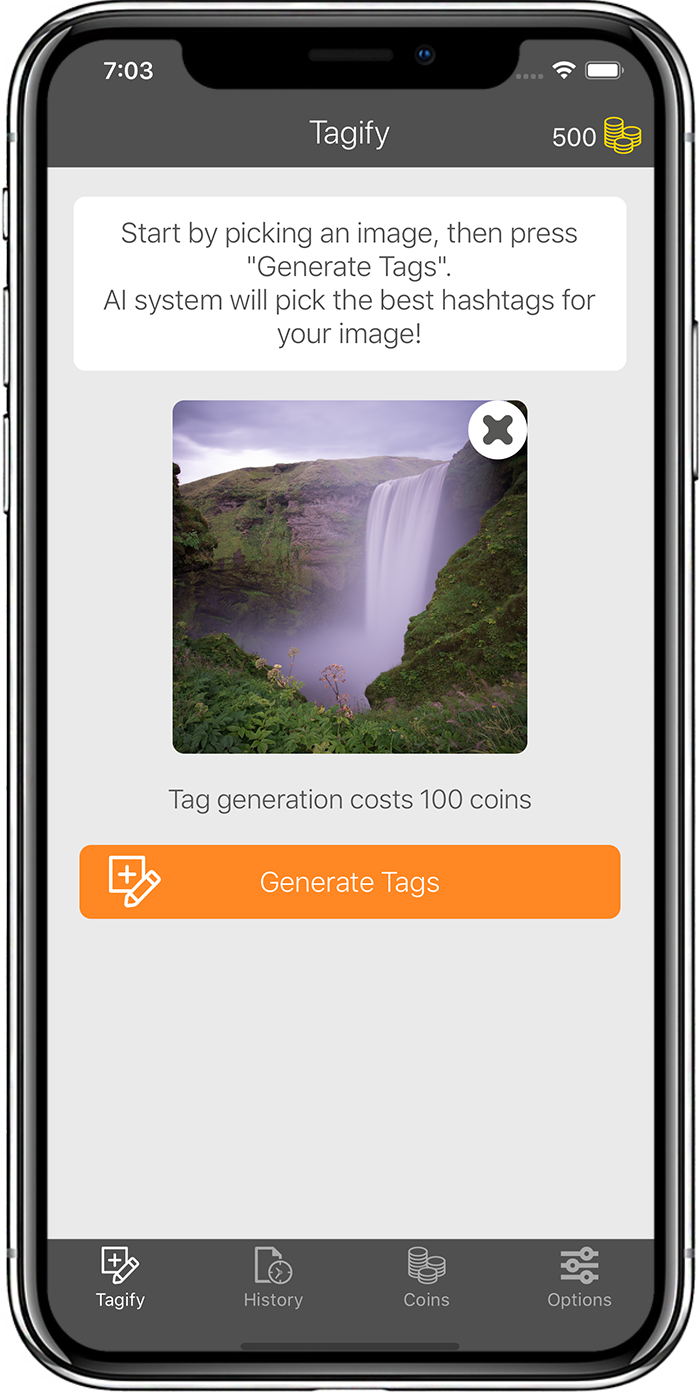 7:03
Tagify
500
Start by picking an image, then press
"Generate Tags".
AI system will pick the best hashtags for
your image!
Tag generation costs 100 coins
Generate Tags
Tagify
History
Coins
Options